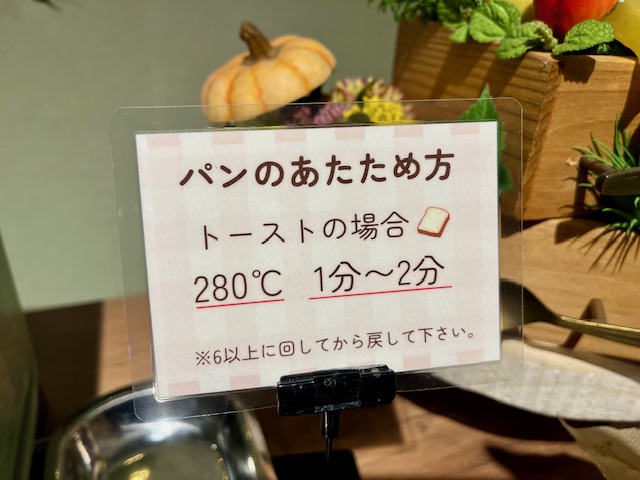 パンのあたため方
トーストの場合
280℃ 1分～2分
※6以上に回してから戻して下さい。